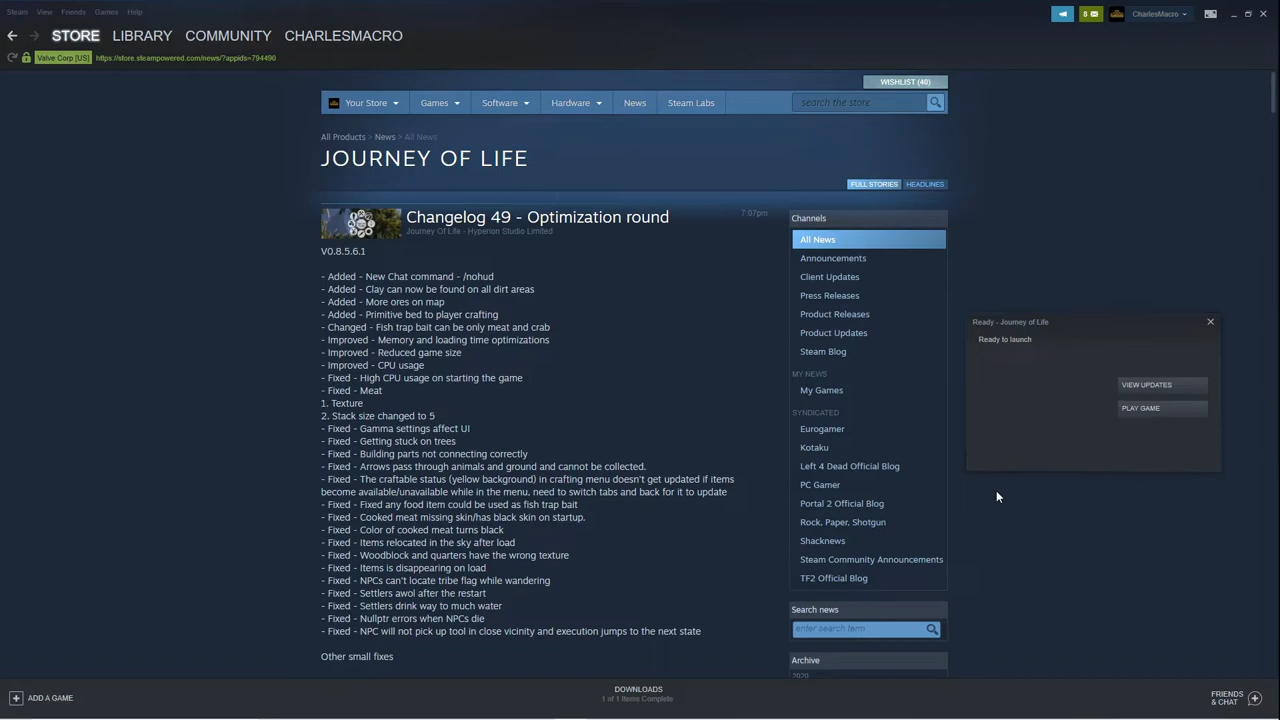 Steam View Friends Games Help
8
CharlesMacro
STORE LIBRARY COMMUNITY CHARLESMACRO
Valve Corp [US] https://store.steampowered.com/news/?appids=794490
WISHLIST (40)
Your Store Games Software Hardware News Steam Labs search the store
All Products > News > All News
JOURNEY OF LIFE
FULL STORIES HEADLINES
Changelog 49 - Optimization round 7:07pm
Journey Of Life - Hyperion Studio Limited
V0.8.5.6.1
- Added - New Chat command - /nohud
- Added - Clay can now be found on all dirt areas
- Added - More ores on map
- Added - Primitive bed to player crafting
- Changed - Fish trap bait can be only meat and crab
- Improved - Memory and loading time optimizations
- Improved - Reduced game size
- Improved - CPU usage
- Fixed - High CPU usage on starting the game
- Fixed - Meat
1. Texture
2. Stack size changed to 5
- Fixed - Gamma settings affect UI
- Fixed - Getting stuck on trees
- Fixed - Building parts not connecting correctly
- Fixed - Arrows pass through animals and ground and cannot be collected.
- Fixed - The craftable status (yellow background) in crafting menu doesn't get updated if items
become available/unavailable while in the menu. need to switch tabs and back for it to update
- Fixed - Fixed any food item could be used as fish trap bait
- Fixed - Cooked meat missing skin/has black skin on startup.
- Fixed - Color of cooked meat turns black
- Fixed - Items relocated in the sky after load
- Fixed - Woodblock and quarters have the wrong texture
- Fixed - Items is disappearing on load
- Fixed - NPCs can't locate tribe flag while wandering
- Fixed - Settlers awol after the restart
- Fixed - Settlers drink way to much water
- Fixed - Nullptr errors when NPCs die
- Fixed - NPC will not pick up tool in close vicinity and execution jumps to the next state
Other small fixes
Channels
All News
Announcements
Client Updates
Press Releases
Product Releases
Product Updates
Steam Blog
MY NEWS
My Games
SYNDICATED
Eurogamer
Kotaku
Left 4 Dead Official Blog
PC Gamer
Portal 2 Official Blog
Rock, Paper, Shotgun
Shacknews
Steam Community Announcements
TF2 Official Blog
Search news
enter search term
Archive
2020
Ready - Journey of Life
Ready to launch
VIEW UPDATES
PLAY GAME
ADD A GAME
DOWNLOADS
1 of 1 Items Complete
FRIENDS
& CHAT